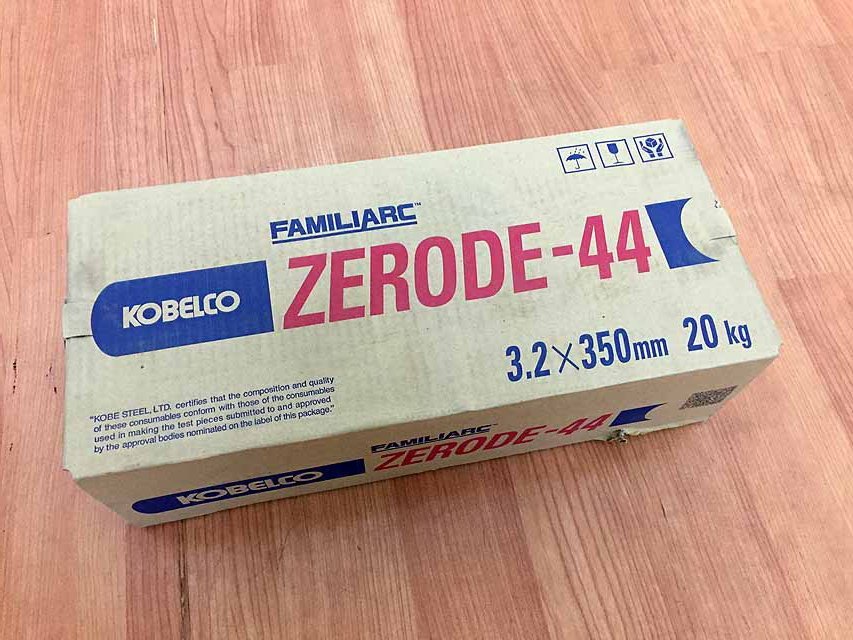 FAMILIARC™
ZERODE-44
KOBELCO
3.2×350mm 20 kg
"KOBE STEEL, LTD. certifies that the composition and quality
of these consumables conform with those of the consumables
used in making the test pieces submitted to and approved
by the approval bodies nominated on the label of this package."
FAMILIARC
ZERODE-44
KOBELCO